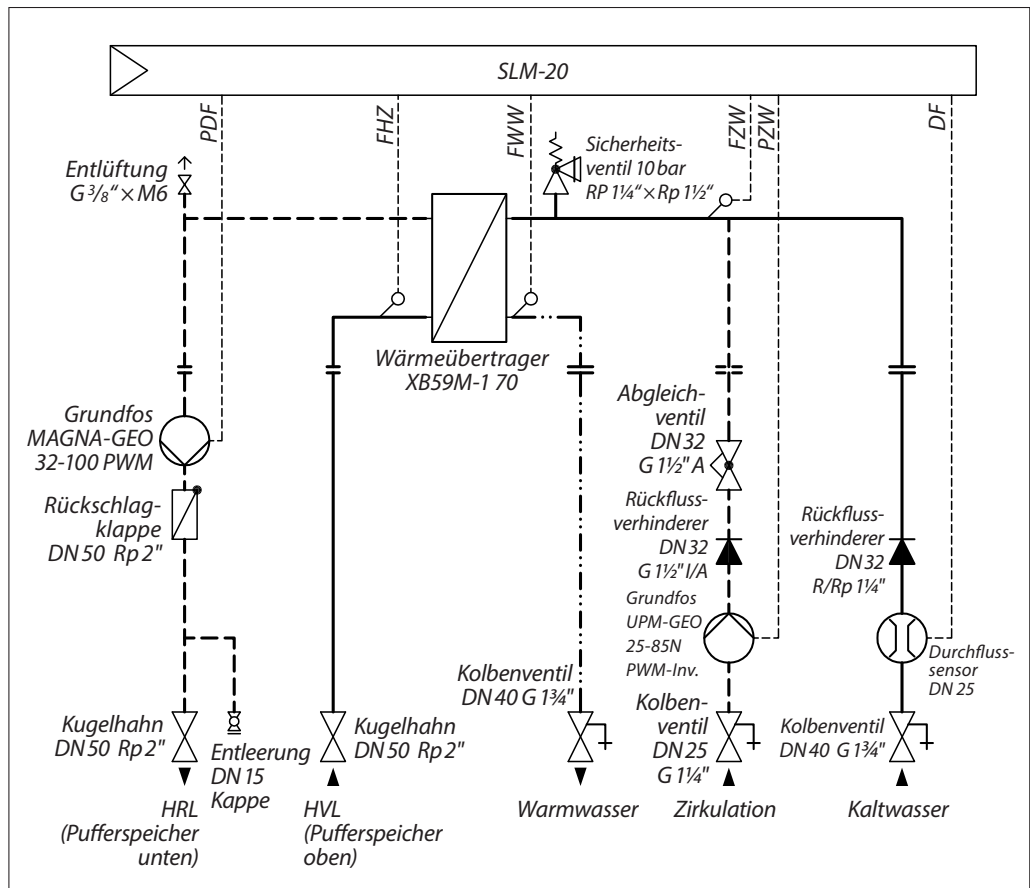 SLM-20
PDF
FHZ
FWW
FZW
PZW
DF
Entlüftung
G 3/8“ × M6
Sicherheits-
ventil 10 bar
RP 1¼“ × Rp 1½“
Wärmeübertrager
XB59M-1 70
Grundfos
MAGNA-GEO
32-100 PWM
Rückschlag-
klappe
DN 50 Rp 2"
Abgleich-
ventil
DN 32
G 1½" A
Rückfluss-
verhinderer
DN 32
G 1½" I/A
Grundfos
UPM-GEO
25-85N
PWM-Inv.
Rückfluss-
verhinderer
DN 32
R/Rp 1¼"
Durchfluss-
sensor
DN 25
Kugelhahn
DN 50 Rp 2"
Entleerung
DN 15
Kappe
Kugelhahn
DN 50 Rp 2"
Kolbenventil
DN 40 G 1¾"
Kolben-
ventil
DN 25
G 1¼"
Kolbenventil
DN 40 G 1¾"
HRL
(Pufferspeicher
unten)
HVL
(Pufferspeicher
oben)
Warmwasser
Zirkulation
Kaltwasser